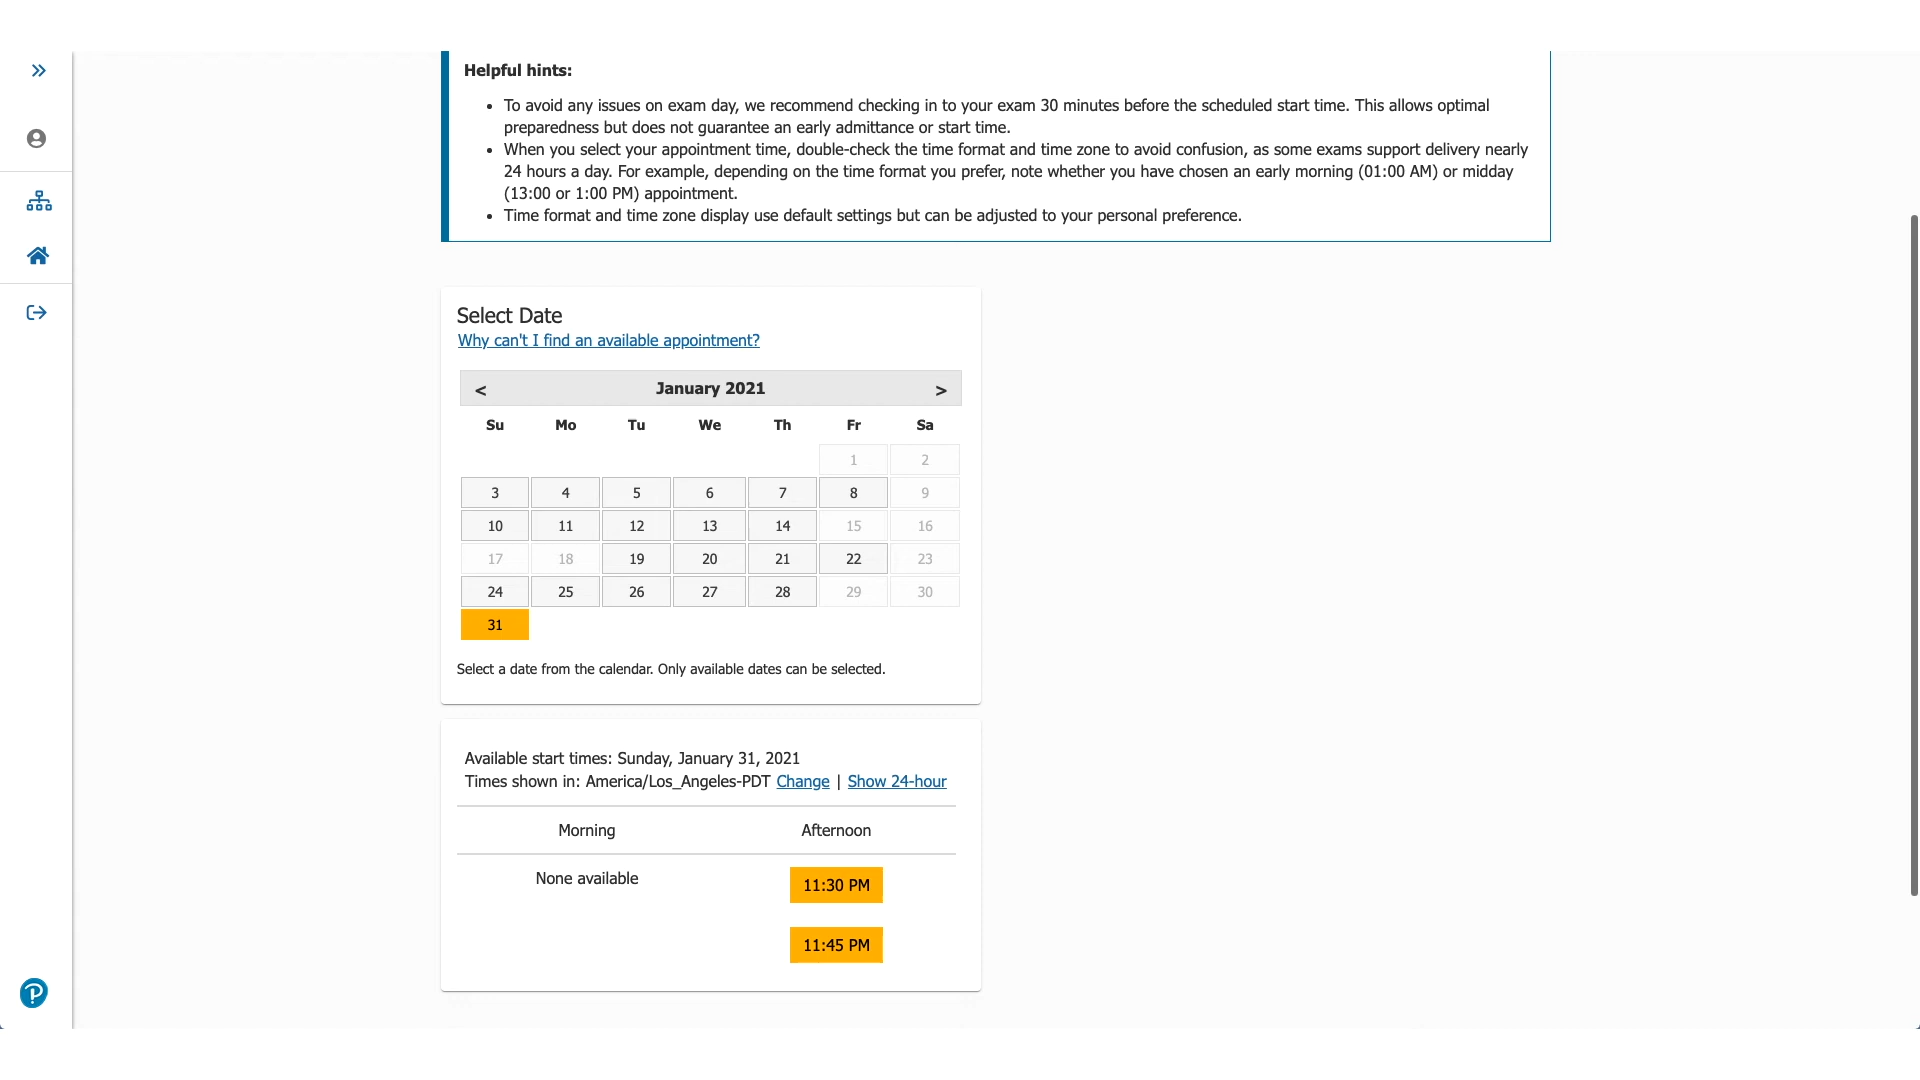 Helpful hints:
• To avoid any issues on exam day, we recommend checking in to your exam 30 minutes before the scheduled start time. This allows optimal
preparedness but does not guarantee an early admittance or start time.
• When you select your appointment time, double-check the time format and time zone to avoid confusion, as some exams support delivery nearly
24 hours a day. For example, depending on the time format you prefer, note whether you have chosen an early morning (01:00 AM) or midday
(13:00 or 1:00 PM) appointment.
• Time format and time zone display use default settings but can be adjusted to your personal preference.
Select Date
Why can't I find an available appointment?
< January 2021 >
Su Mo Tu We Th Fr Sa
1 2
3 4 5 6 7 8 9
10 11 12 13 14 15 16
17 18 19 20 21 22 23
24 25 26 27 28 29 30
31
Select a date from the calendar. Only available dates can be selected.
Available start times: Sunday, January 31, 2021
Times shown in: America/Los_Angeles-PDT Change | Show 24-hour
Morning Afternoon
None available 11:30 PM
11:45 PM